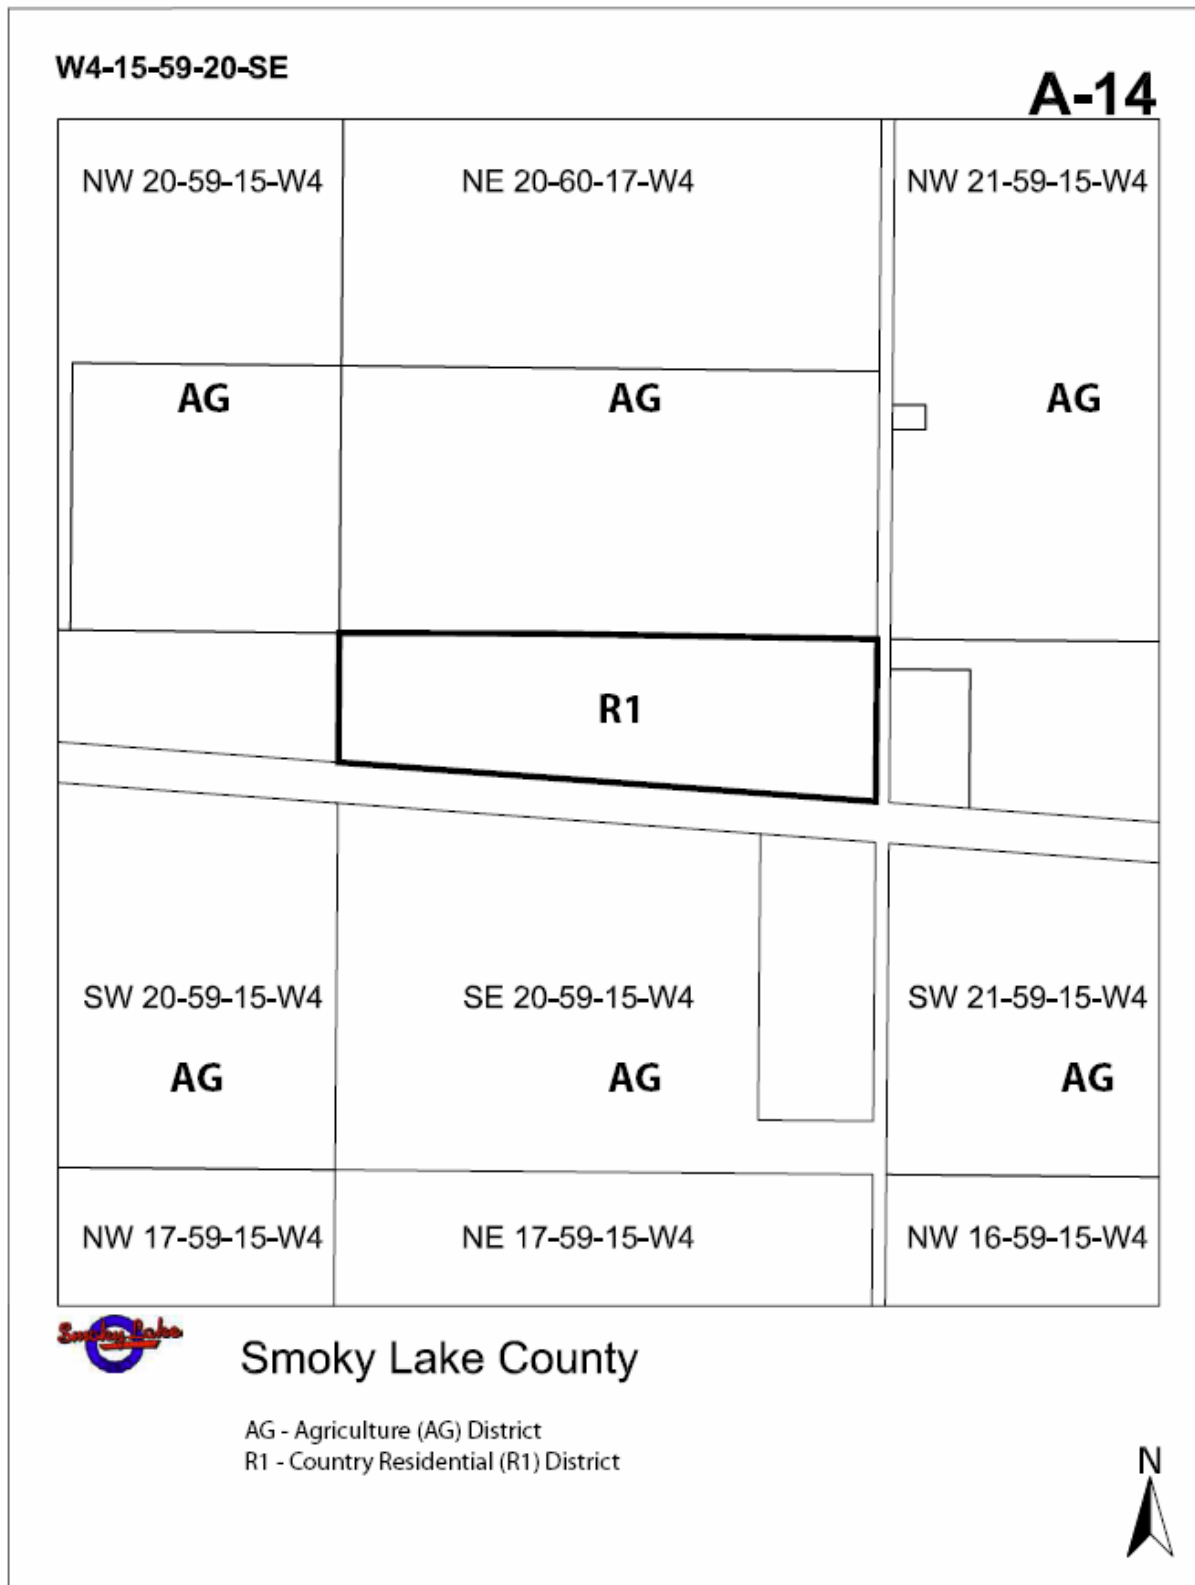 W4-15-59-20-SE
A-14
NW 20-59-15-W4
NE 20-60-17-W4
NW 21-59-15-W4
AG
AG
AG
R1
SW 20-59-15-W4
SE 20-59-15-W4
SW 21-59-15-W4
AG
AG
AG
NW 17-59-15-W4
NE 17-59-15-W4
NW 16-59-15-W4
Smoky Lake
Smoky Lake County
AG - Agriculture (AG) District
R1 - Country Residential (R1) District
N